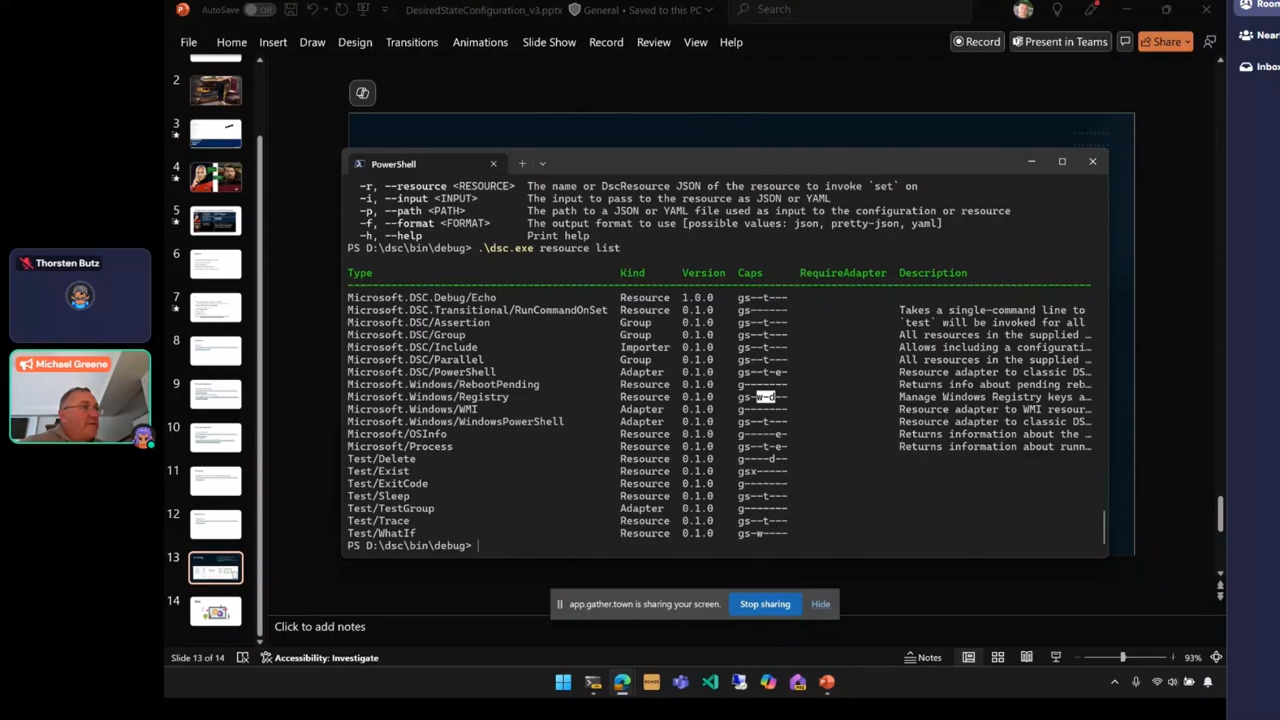 DesiredStateConfiguration_v3.pptx
General • Saved to this PC
Search
AutoSave
Off
File Home Insert Draw Design Transitions Animations Slide Show Record Review View Help
Record
Present in Teams
Share
Inbox
2
3
4
5
6
7
8
9
10
11
12
13
14
Thorsten Butz
Michael Greene
PowerShell
-r, --resource <RESOURCE> The name or DscResource JSON of the resource to invoke `set` on
-i, --input <INPUT> The input to pass to the resource as JSON or YAML
-p, --path <PATH> The path to a JSON or YAML file used as input to the configuration or resource
-f, --format <FORMAT> The output format to use [possible values: json, pretty-json, yaml]
-h, --help Print help
PS D:\dsc\bin\debug> .\dsc.exe resource list
Type Kind Version Caps RequireAdapter Description
Microsoft.DSC.Debug/Echo Resource 1.0.0 gs--t---
Microsoft.DSC.Transitional/RunCommandOnSet Resource 0.1.0 gs------ Takes a single-command line to
Microsoft.DSC/Assertion Group 0.1.0 gs--t--- `test` will be invoked for all
Microsoft.DSC/Group Group 0.1.0 gs--t--- All resources in the supplied …
Microsoft.DSC/Include Importer 0.1.0 Allows including a configurati…
Microsoft.DSC/Parallel Group 0.1.0 gs--t--- All resources in the supplied …
Microsoft.DSC/PowerShell Adapter 0.1.0 gs--t-e- Resource adapter to classic DS…
Microsoft.Windows/RebootPending Resource 0.1.0 g------- Returns info about pending reb…
Microsoft.Windows/Registry Resource 0.1.0 gs-w-d-- Manage Windows Registry keys a…
Microsoft.Windows/WMI Adapter 0.1.0 Resource adapter to WMI resour…
Microsoft.Windows/WindowsPowerShell Adapter 0.1.0 gs--t--- Resource adapter to classic DS…
Microsoft/OSInfo Resource 0.1.0 g-----e- Returns information about the …
Microsoft/Process Resource 0.1.0 gs--t-e- Returns information about runn…
Test/Delete Resource 0.1.0 -----d--
Test/Exist Resource 0.1.0 gsx-----
Test/ExitCode Resource 0.1.0 g-------
Test/Sleep Resource 0.1.0 gs--t---
Test/TestGroup Adapter 0.1.0 g-------
Test/Trace Resource 0.1.0 gs--t---
Test/WhatIf Resource 0.1.0 gs-w----
PS D:\dsc\bin\debug>
app.gather.town is sharing your screen.
Stop sharing
Hide
Click to add notes
Slide 13 of 14
Accessibility: Investigate
Notes
93%